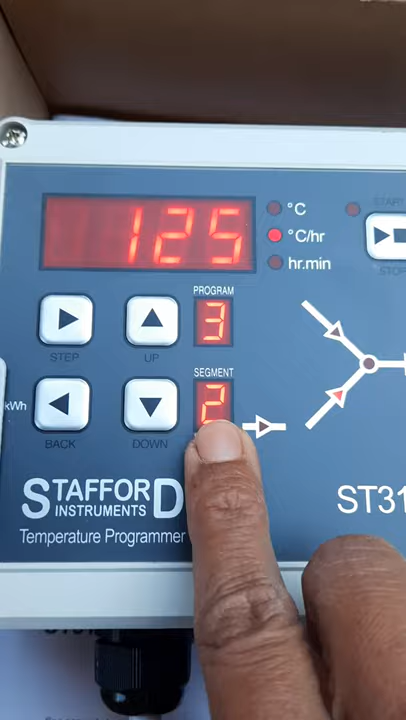 125
°C
°C/hr
hr.min
START
STOP
PROGRAM
3
STEP
UP
SEGMENT
2
kWh
BACK
DOWN
STAFFORD
INSTRUMENTS
ST31
Temperature Programmer